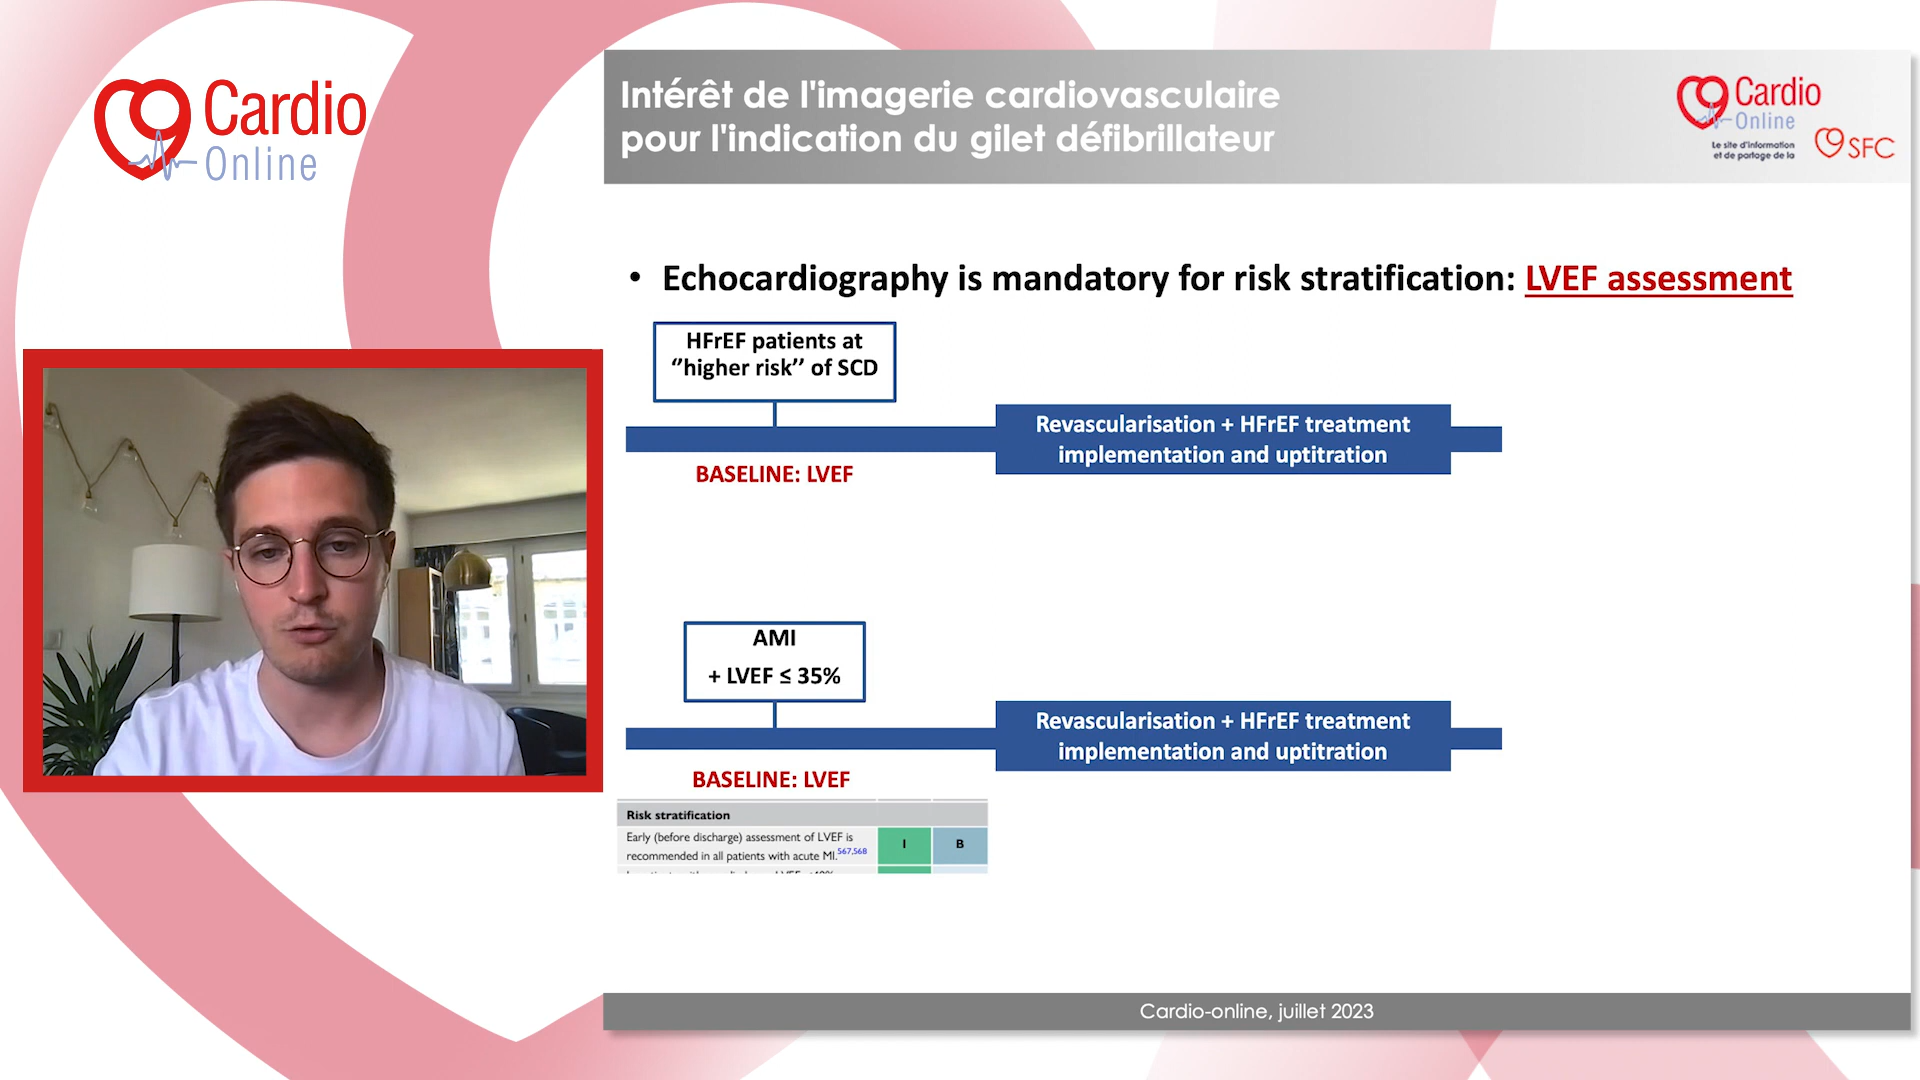 Cardio
Online
Intérêt de l'imagerie cardiovasculaire
pour l'indication du gilet défibrillateur
Cardio
Online
Le site d'information
et de partage de la
SFC
• Echocardiography is mandatory for risk stratification: LVEF assessment
HFrEF patients at
‘’higher risk’’ of SCD
Revascularisation + HFrEF treatment
implementation and uptitration
BASELINE: LVEF
AMI
+ LVEF ≤ 35%
Revascularisation + HFrEF treatment
implementation and uptitration
BASELINE: LVEF
Risk stratification
Early (before discharge) assessment of LVEF is
recommended in all patients with acute MI.567,568
I
B
Cardio-online, juillet 2023